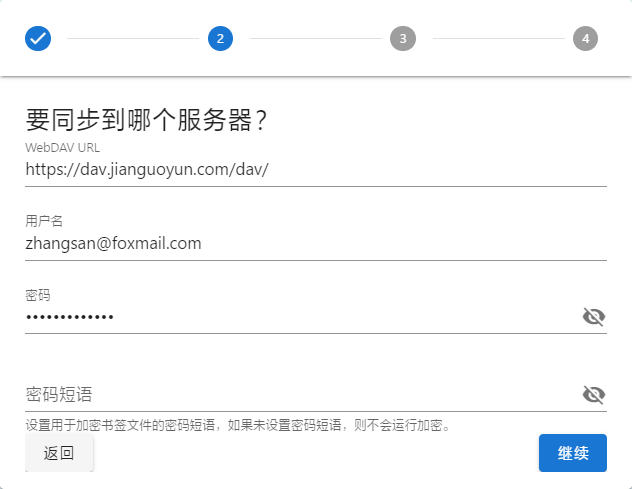 2
3
4
要同步到哪个服务器？
WebDAV URL
https://dav.jianguoyun.com/dav/
用户名
zhangsan@foxmail.com
密码
•••••••••••••
密码短语
设置用于加密书签文件的密码短语，如果未设置密码短语，则不会运行加密。
返回
继续